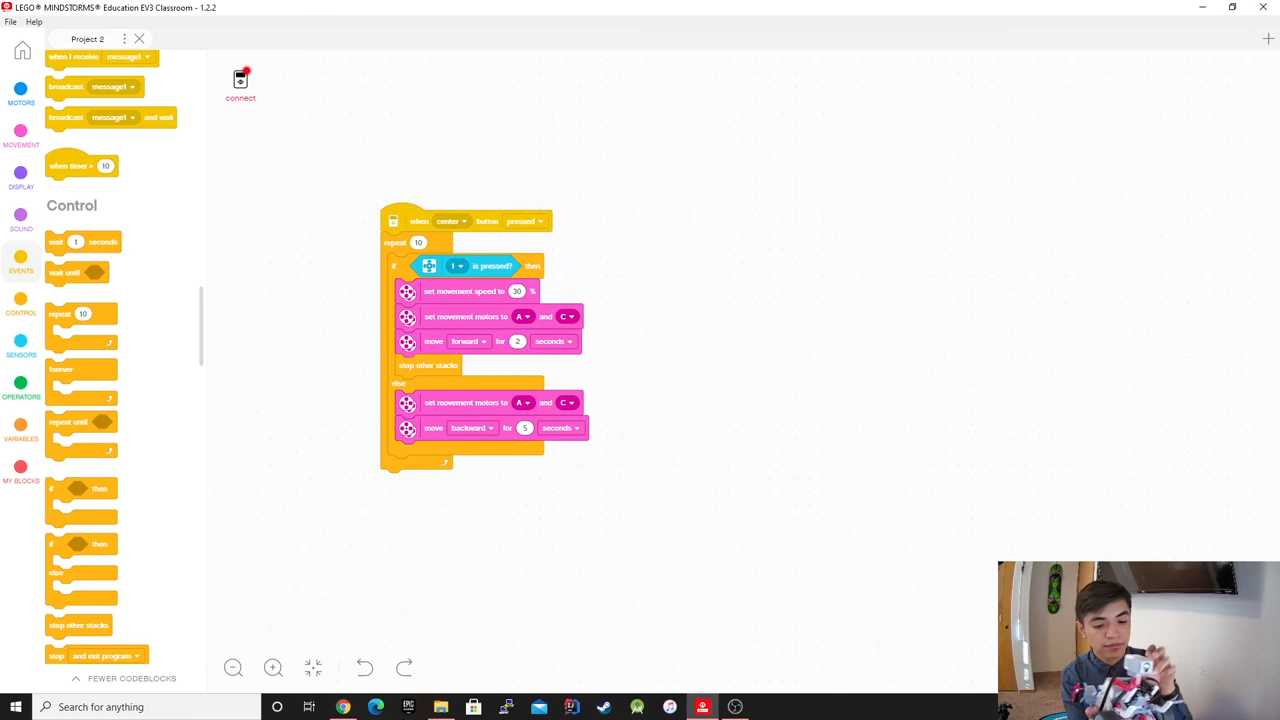 LEGO® MINDSTORMS® Education EV3 Classroom - 1.2.2
File Help
Project 2
when I receive message1
broadcast message1
broadcast message1 and wait
when timer > 10
Control
wait 1 seconds
wait until
repeat 10
forever
repeat until
if then
if then
else
stop other stacks
stop and exit program
FEWER CODEBLOCKS
MOTORS
MOVEMENT
DISPLAY
SOUND
EVENTS
CONTROL
SENSORS
OPERATORS
VARIABLES
MY BLOCKS
connect
when center button pressed
repeat 10
if 1 is pressed? then
set movement speed to 30 %
set movement motors to A and C
move forward for 2 seconds
stop other stacks
else
set movement motors to A and C
move backward for 5 seconds
Search for anything
EPIC GAMES